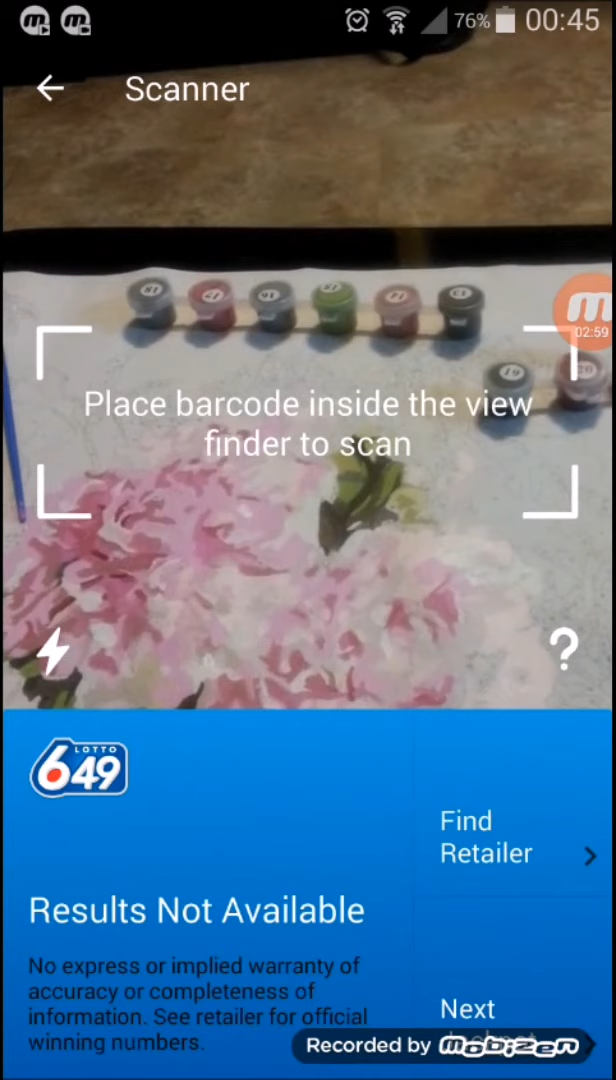 76% 00:45
Scanner
02:59
Place barcode inside the view
finder to scan
?
LOTTO
649
Find
Retailer
Results Not Available
No express or implied warranty of
accuracy or completeness of
information. See retailer for official
winning numbers.
Next
Recorded by mobizen